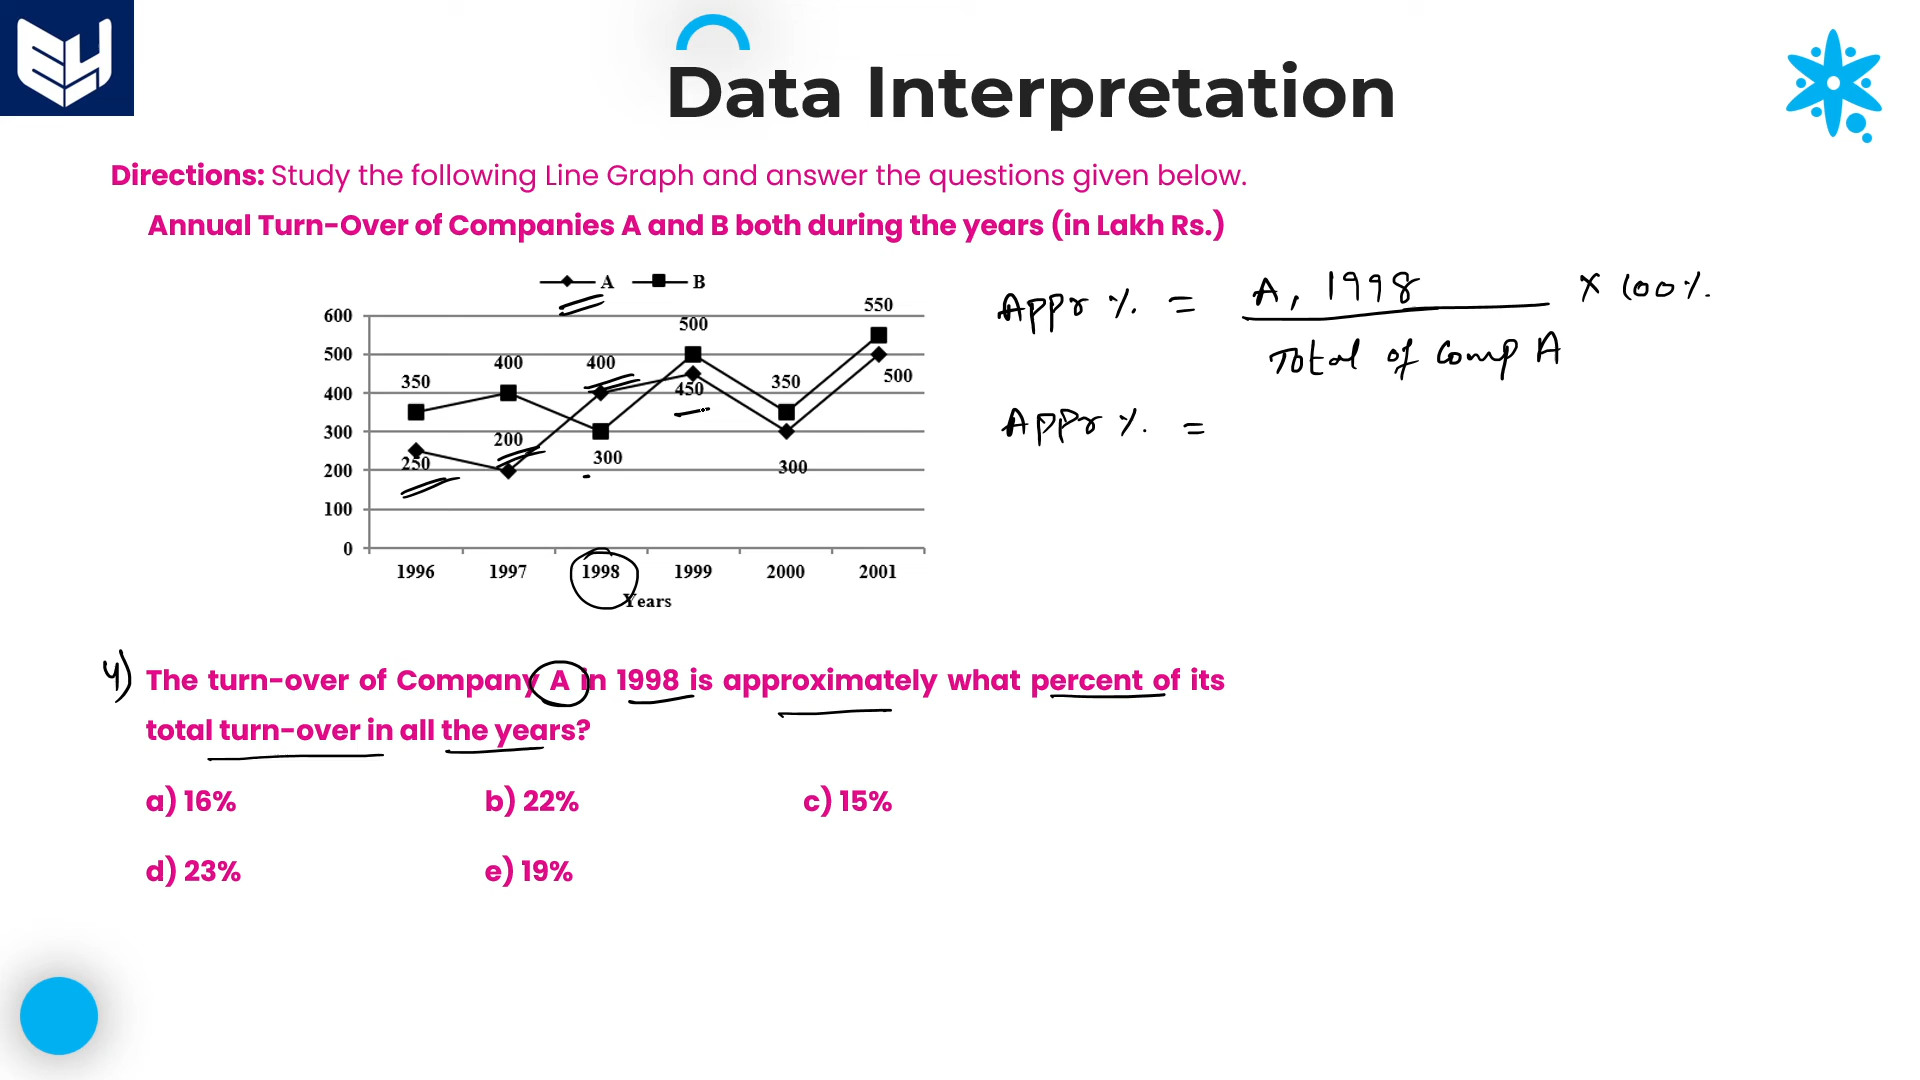 Data Interpretation
Directions: Study the following Line Graph and answer the questions given below.
Annual Turn-Over of Companies A and B both during the years (in Lakh Rs.)
A B
600
500
400
300
200
100
0
350 400 400 500 350 550
250 200 300 450 300 500
1996 1997 1998 1999 2000 2001
Years
Appr %. = A, 1998 × 100%.
Total of Comp A
Appr %. =
4) The turn-over of Company A in 1998 is approximately what percent of its
total turn-over in all the years?
a) 16% b) 22% c) 15%
d) 23% e) 19%